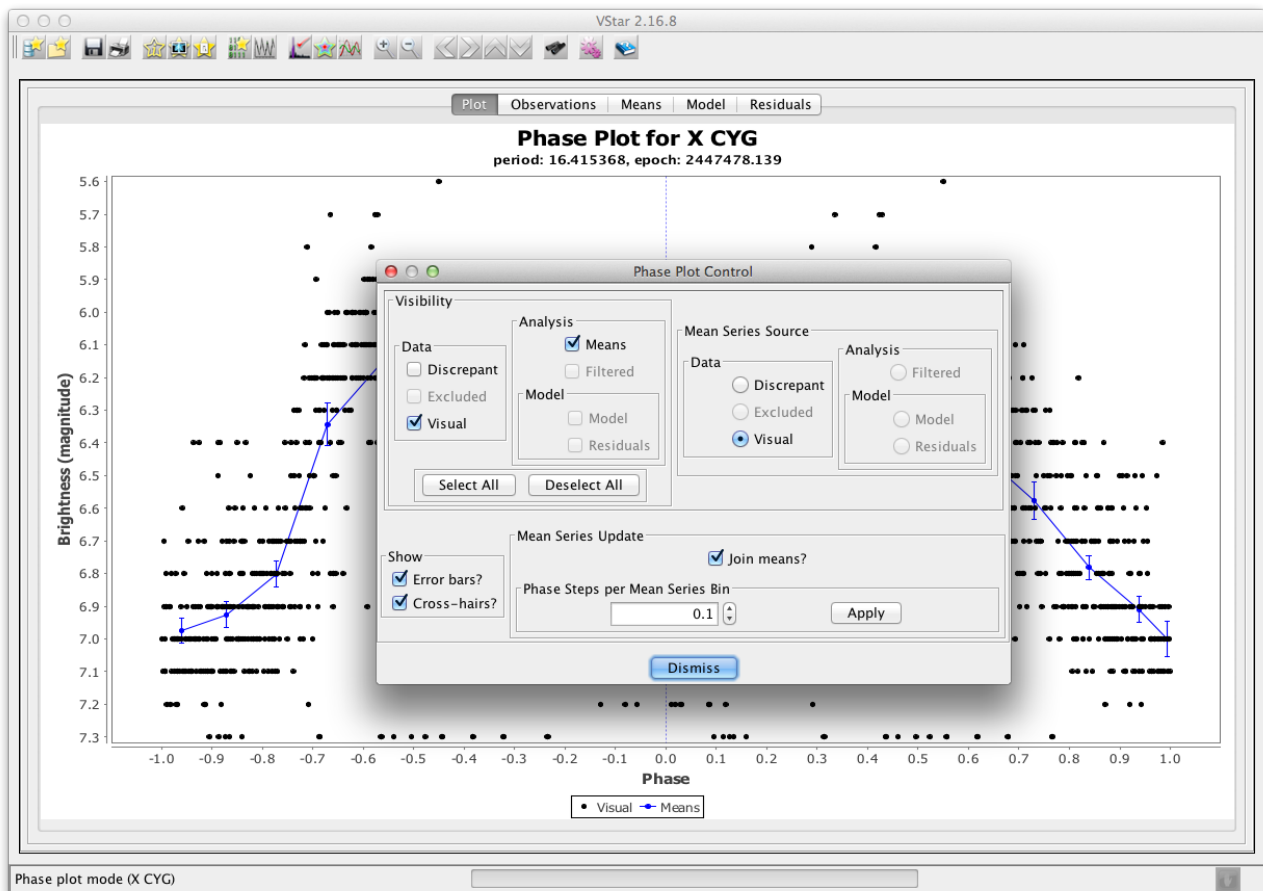 VStar 2.16.8
Plot Observations Means Model Residuals
Phase Plot for X CYG
period: 16.415368, epoch: 2447478.139
Brightness (magnitude)
5.6
5.7
5.8
5.9
6.0
6.1
6.2
6.3
6.4
6.5
6.6
6.7
6.8
6.9
7.0
7.1
7.2
7.3
Phase Plot Control
Visibility
Data
Discrepant
Excluded
Visual
Analysis
Means
Filtered
Model
Model
Residuals
Select All Deselect All
Mean Series Source
Data
Discrepant
Excluded
Visual
Analysis
Filtered
Model
Model
Residuals
Show
Error bars?
Cross-hairs?
Mean Series Update
Join means?
Phase Steps per Mean Series Bin
0.1 Apply
Dismiss
-1.0 -0.9 -0.8 -0.7 -0.6 -0.5 -0.4 -0.3 -0.2 -0.1 0.0 0.1 0.2 0.3 0.4 0.5 0.6 0.7 0.8 0.9 1.0
Phase
Visual Means
Phase plot mode (X CYG)